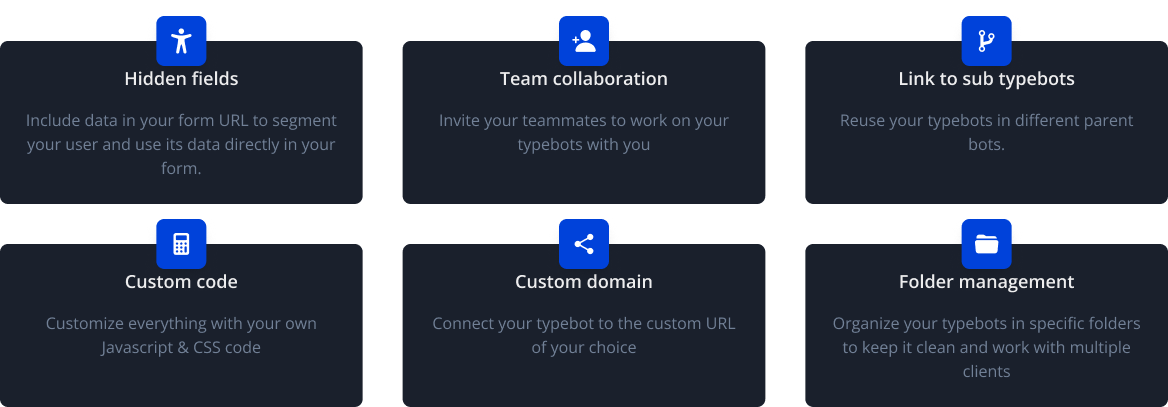 Hidden fields
Include data in your form URL to segment
your user and use its data directly in your
form.
Team collaboration
Invite your teammates to work on your
typebots with you
Link to sub typebots
Reuse your typebots in different parent
bots.
Custom code
Customize everything with your own
Javascript & CSS code
Custom domain
Connect your typebot to the custom URL
of your choice
Folder management
Organize your typebots in specific folders
to keep it clean and work with multiple
clients